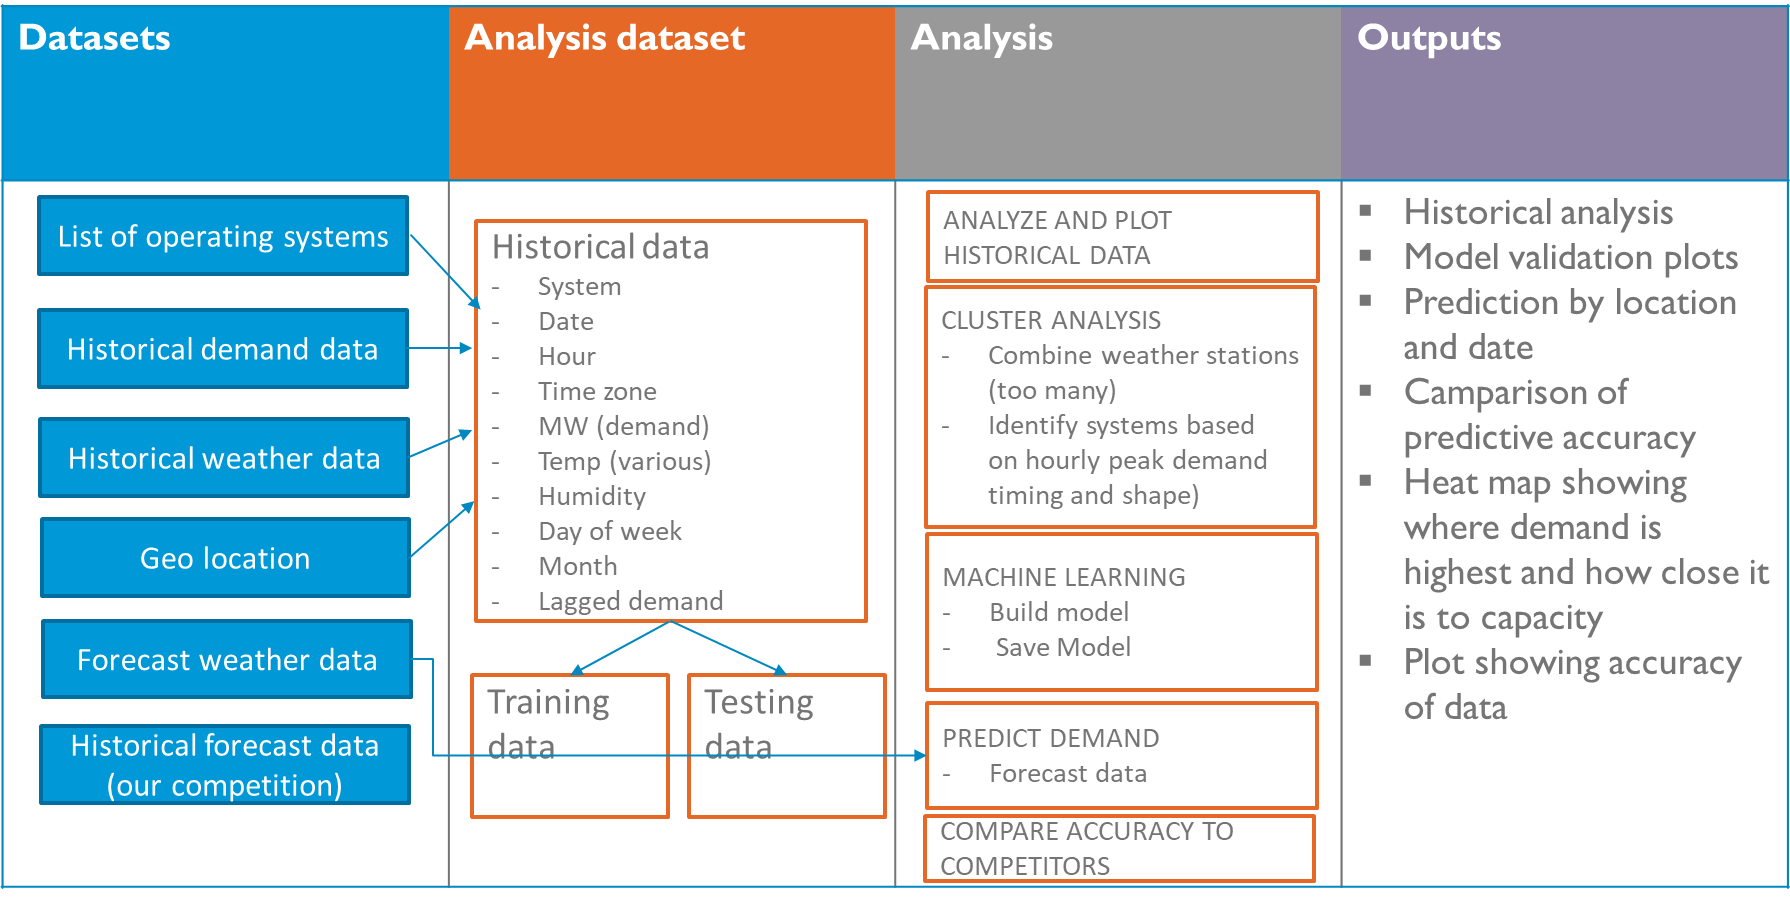 Datasets
Analysis dataset
Analysis
Outputs
List of operating systems
Historical demand data
Historical weather data
Geo location
Forecast weather data
Historical forecast data
(our competition)
Historical data
- System
- Date
- Hour
- Time zone
- MW (demand)
- Temp (various)
- Humidity
- Day of week
- Month
- Lagged demand
Training
data
Testing
data
ANALYZE AND PLOT
HISTORICAL DATA
CLUSTER ANALYSIS
- Combine weather stations
(too many)
- Identify systems based
on hourly peak demand
timing and shape)
MACHINE LEARNING
- Build model
- Save Model
PREDICT DEMAND
- Forecast data
COMPARE ACCURACY TO
COMPETITORS
▪ Historical analysis
▪ Model validation plots
▪ Prediction by location
and date
▪ Camparison of
predictive accuracy
▪ Heat map showing
where demand is
highest and how close it
is to capacity
▪ Plot showing accuracy
of data